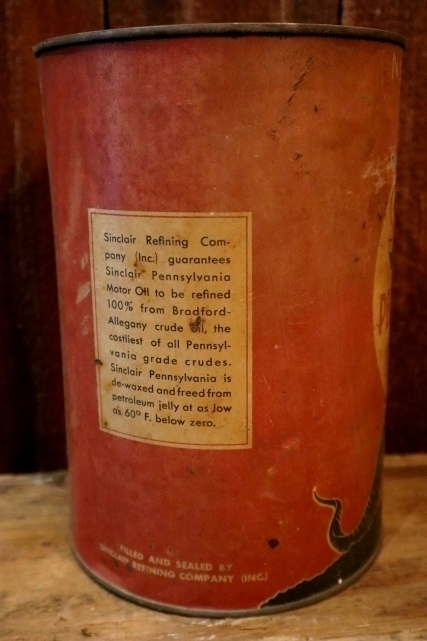 Sinclair Refining Com-
pany (Inc.) guarantees
Sinclair Pennsylvania
Motor Oil to be refined
100% from Bradford-
Allegany crude oil, the
costliest of all Pennsyl-
vania grade crudes.
Sinclair Pennsylvania is
de-waxed and freed from
petroleum jelly at as low
as 60º F. below zero.
FILLED AND SEALED BY
SINCLAIR REFINING COMPANY (INC.)